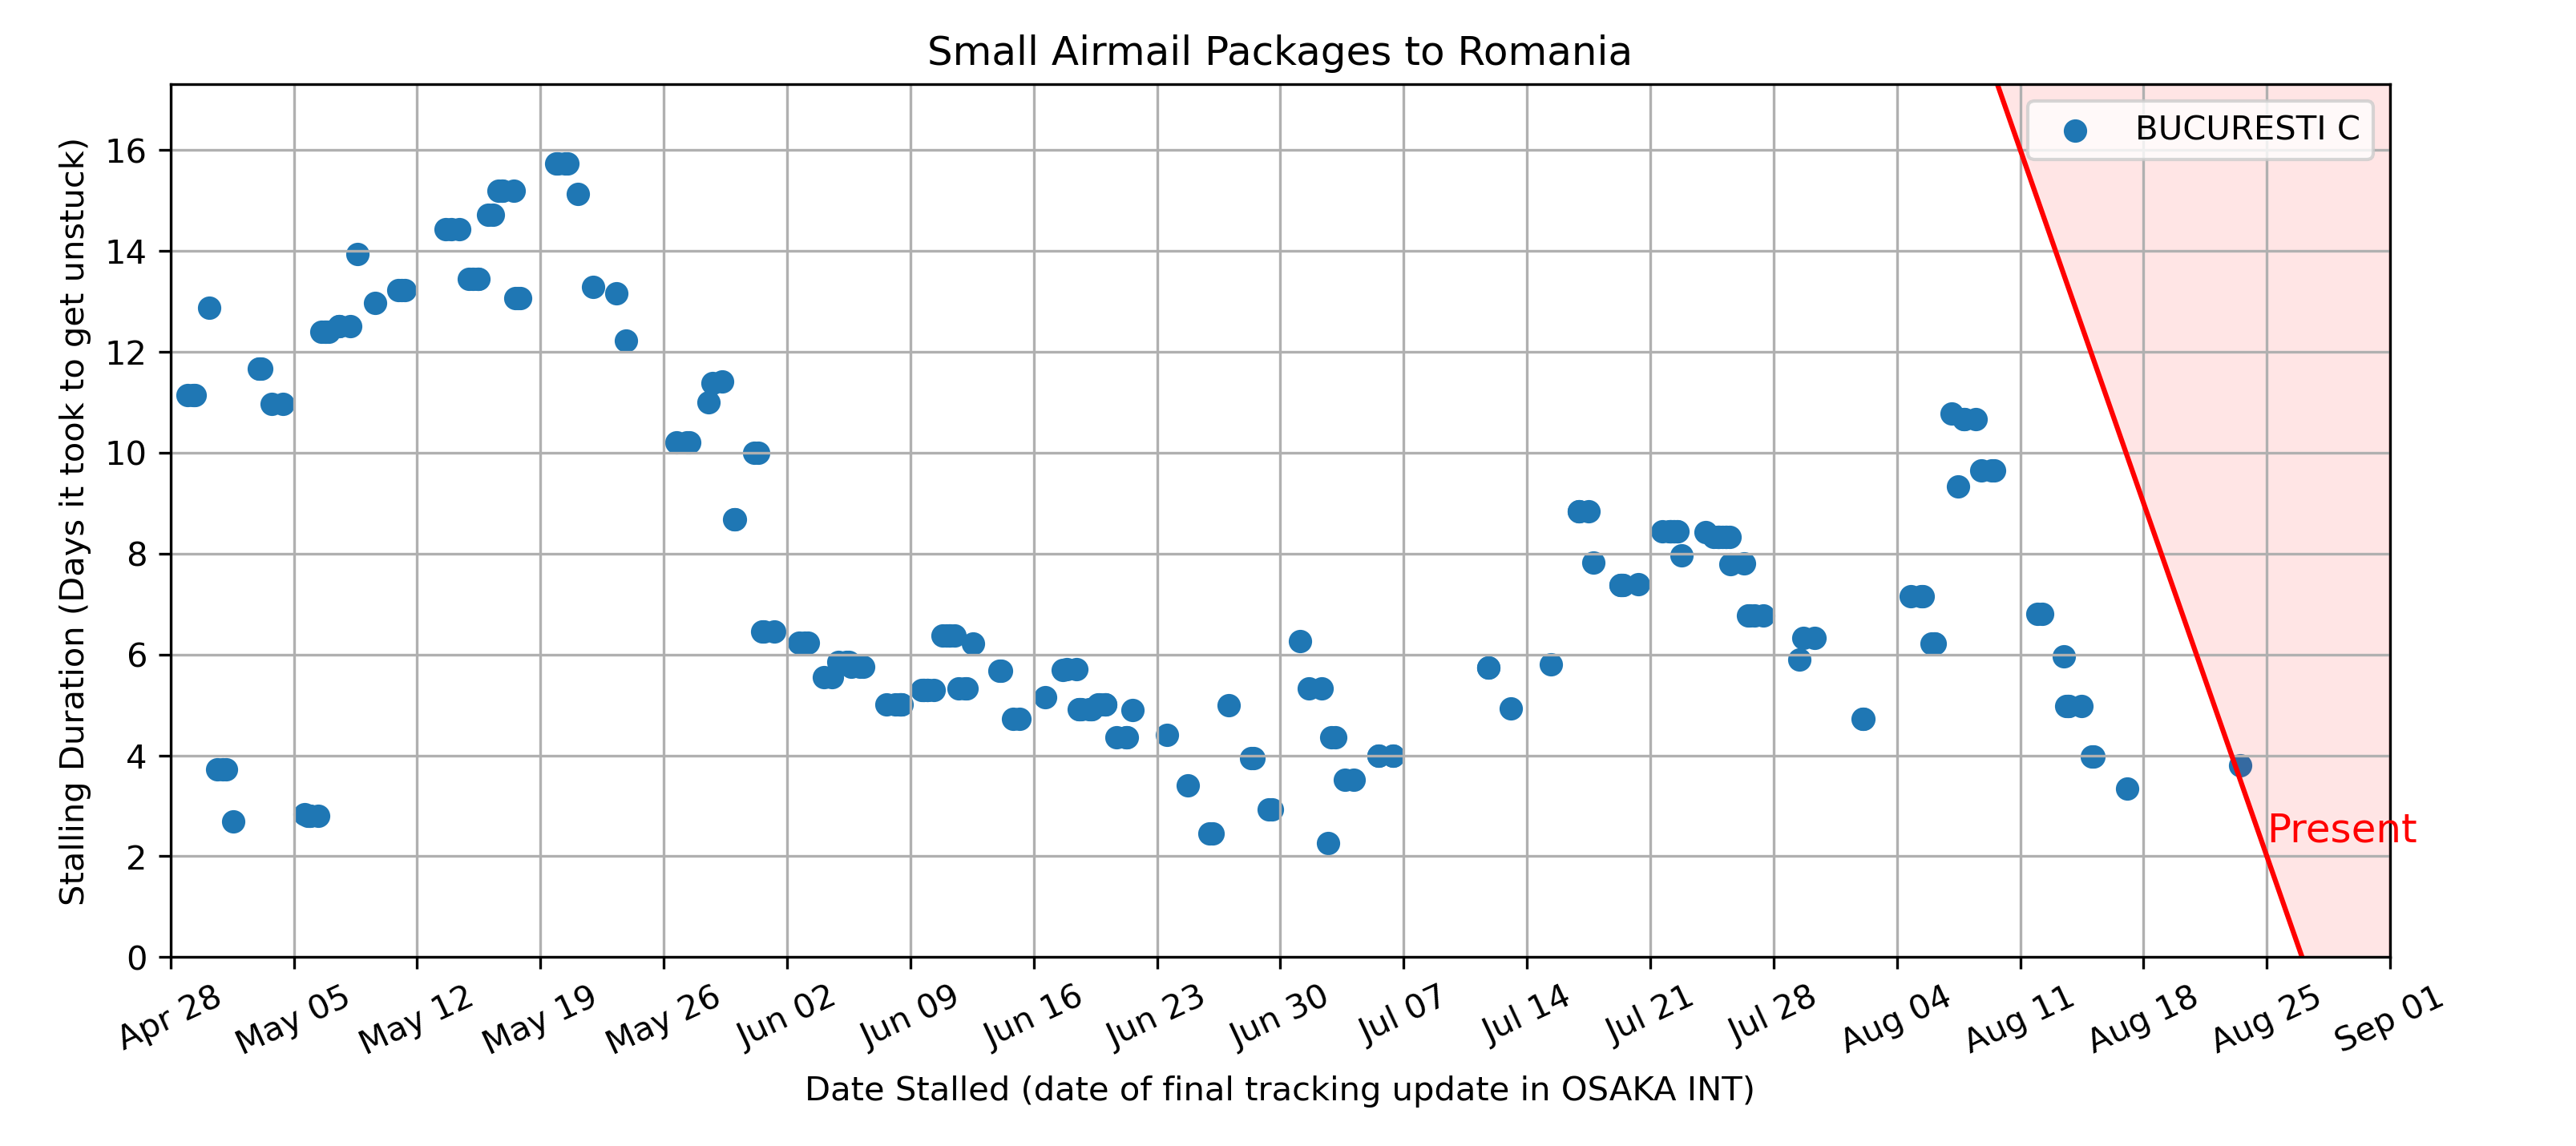 Small Airmail Packages to Romania
BUCURESTI C
Stalling Duration (Days it took to get unstuck)
16
14
12
10
8
6
4
2
0
Present
Apr 28
May 05
May 12
May 19
May 26
Jun 02
Jun 09
Jun 16
Jun 23
Jun 30
Jul 07
Jul 14
Jul 21
Jul 28
Aug 04
Aug 11
Aug 18
Aug 25
Sep 01
Date Stalled (date of final tracking update in OSAKA INT)